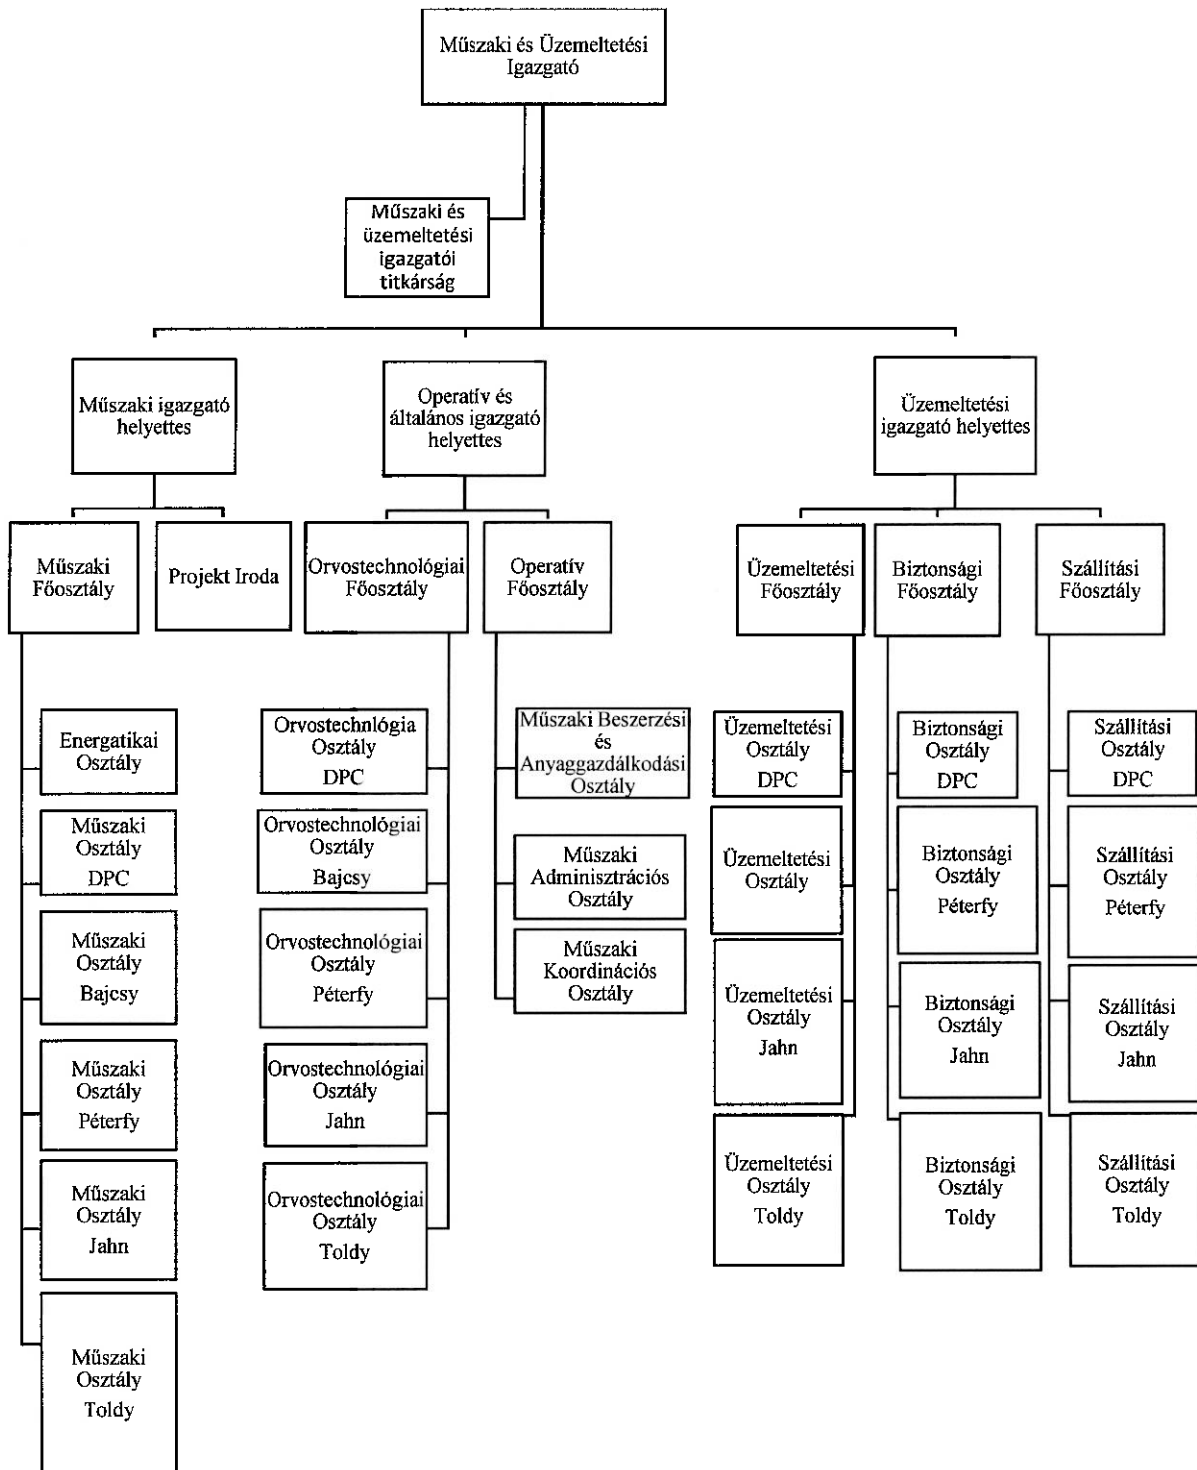 Műszaki és Üzemeltetési
Igazgató
Műszaki és
üzemeltetési
igazgatói
titkárság
Műszaki igazgató
helyettes
Operatív és
általános igazgató
helyettes
Üzemeltetési
igazgató helyettes
Műszaki
Főosztály
Projekt Iroda
Orvostechnológiai
Főosztály
Operatív
Főosztály
Üzemeltetési
Főosztály
Biztonsági
Főosztály
Szállítási
Főosztály
Energatikai
Osztály
Műszaki
Osztály
DPC
Műszaki
Osztály
Bajcsy
Műszaki
Osztály
Péterfy
Műszaki
Osztály
Jahn
Műszaki
Osztály
Toldy
Orvostechnlógia
Osztály
DPC
Orvostechnológiai
Osztály
Bajcsy
Orvostechnológiai
Osztály
Péterfy
Orvostechnológiai
Osztály
Jahn
Orvostechnológiai
Osztály
Toldy
Műszaki Beszerzési
és
Anyaggazdálkodási
Osztály
Műszaki
Adminisztrációs
Osztály
Műszaki
Koordinációs
Osztály
Üzemeltetési
Osztály
DPC
Üzemeltetési
Osztály
Üzemeltetési
Osztály
Jahn
Üzemeltetési
Osztály
Toldy
Biztonsági
Osztály
DPC
Biztonsági
Osztály
Péterfy
Biztonsági
Osztály
Jahn
Biztonsági
Osztály
Toldy
Szállítási
Osztály
DPC
Szállítási
Osztály
Péterfy
Szállítási
Osztály
Jahn
Szállítási
Osztály
Toldy